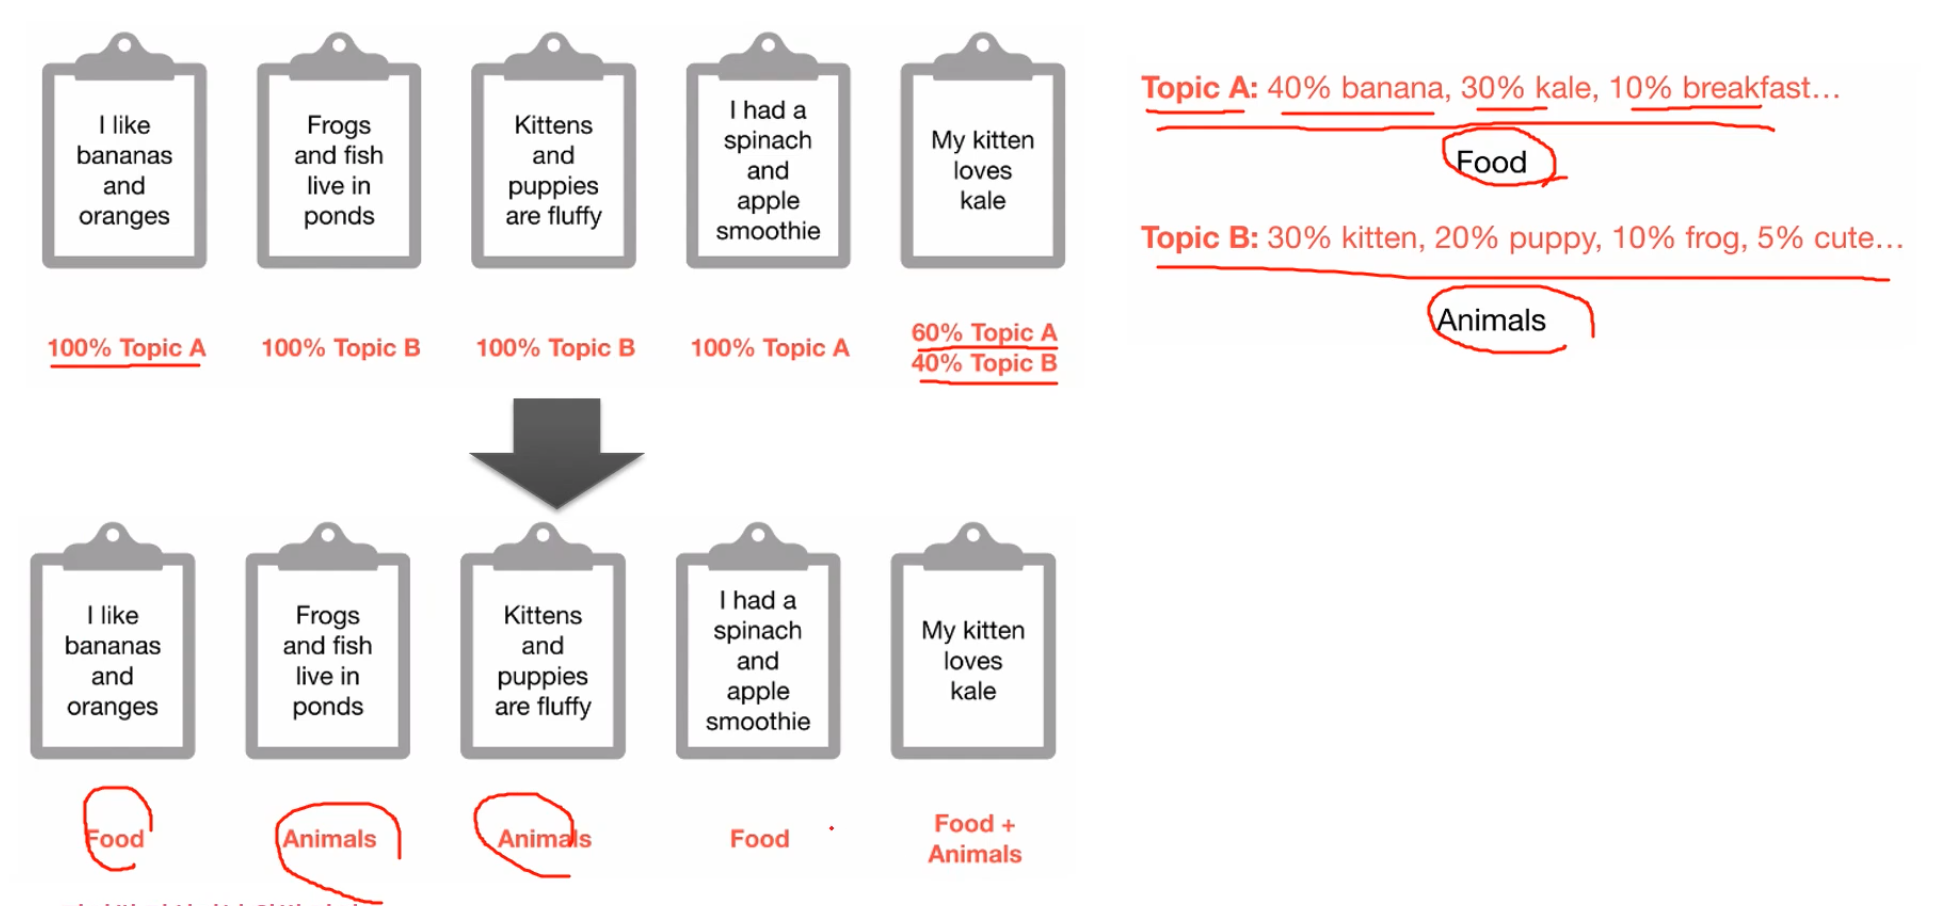 I like
bananas
and
oranges
Frogs
and fish
live in
ponds
Kittens
and
puppies
are fluffy
I had a
spinach
and
apple
smoothie
My kitten
loves
kale
100% Topic A
100% Topic B
100% Topic B
100% Topic A
60% Topic A
40% Topic B
Topic A: 40% banana, 30% kale, 10% breakfast…
Food
Topic B: 30% kitten, 20% puppy, 10% frog, 5% cute…
Animals
I like
bananas
and
oranges
Frogs
and fish
live in
ponds
Kittens
and
puppies
are fluffy
I had a
spinach
and
apple
smoothie
My kitten
loves
kale
Food
Animals
Animals
Food
Food +
Animals